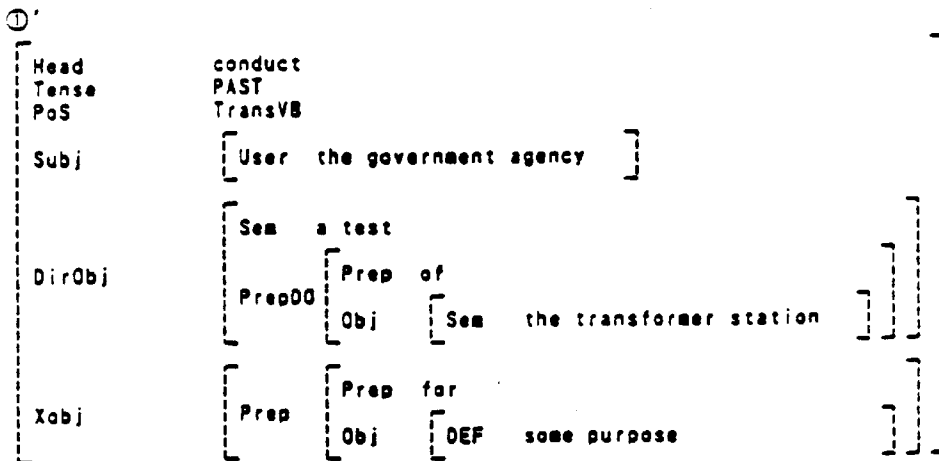 ①'
Head conduct
Tense PAST
PoS TransVB
Subj User the government agency
Sem a test
DirObj PrepDO Prep of
Obj Sem the transformer station
Xobj Prep Prep for
Obj DEF some purpose